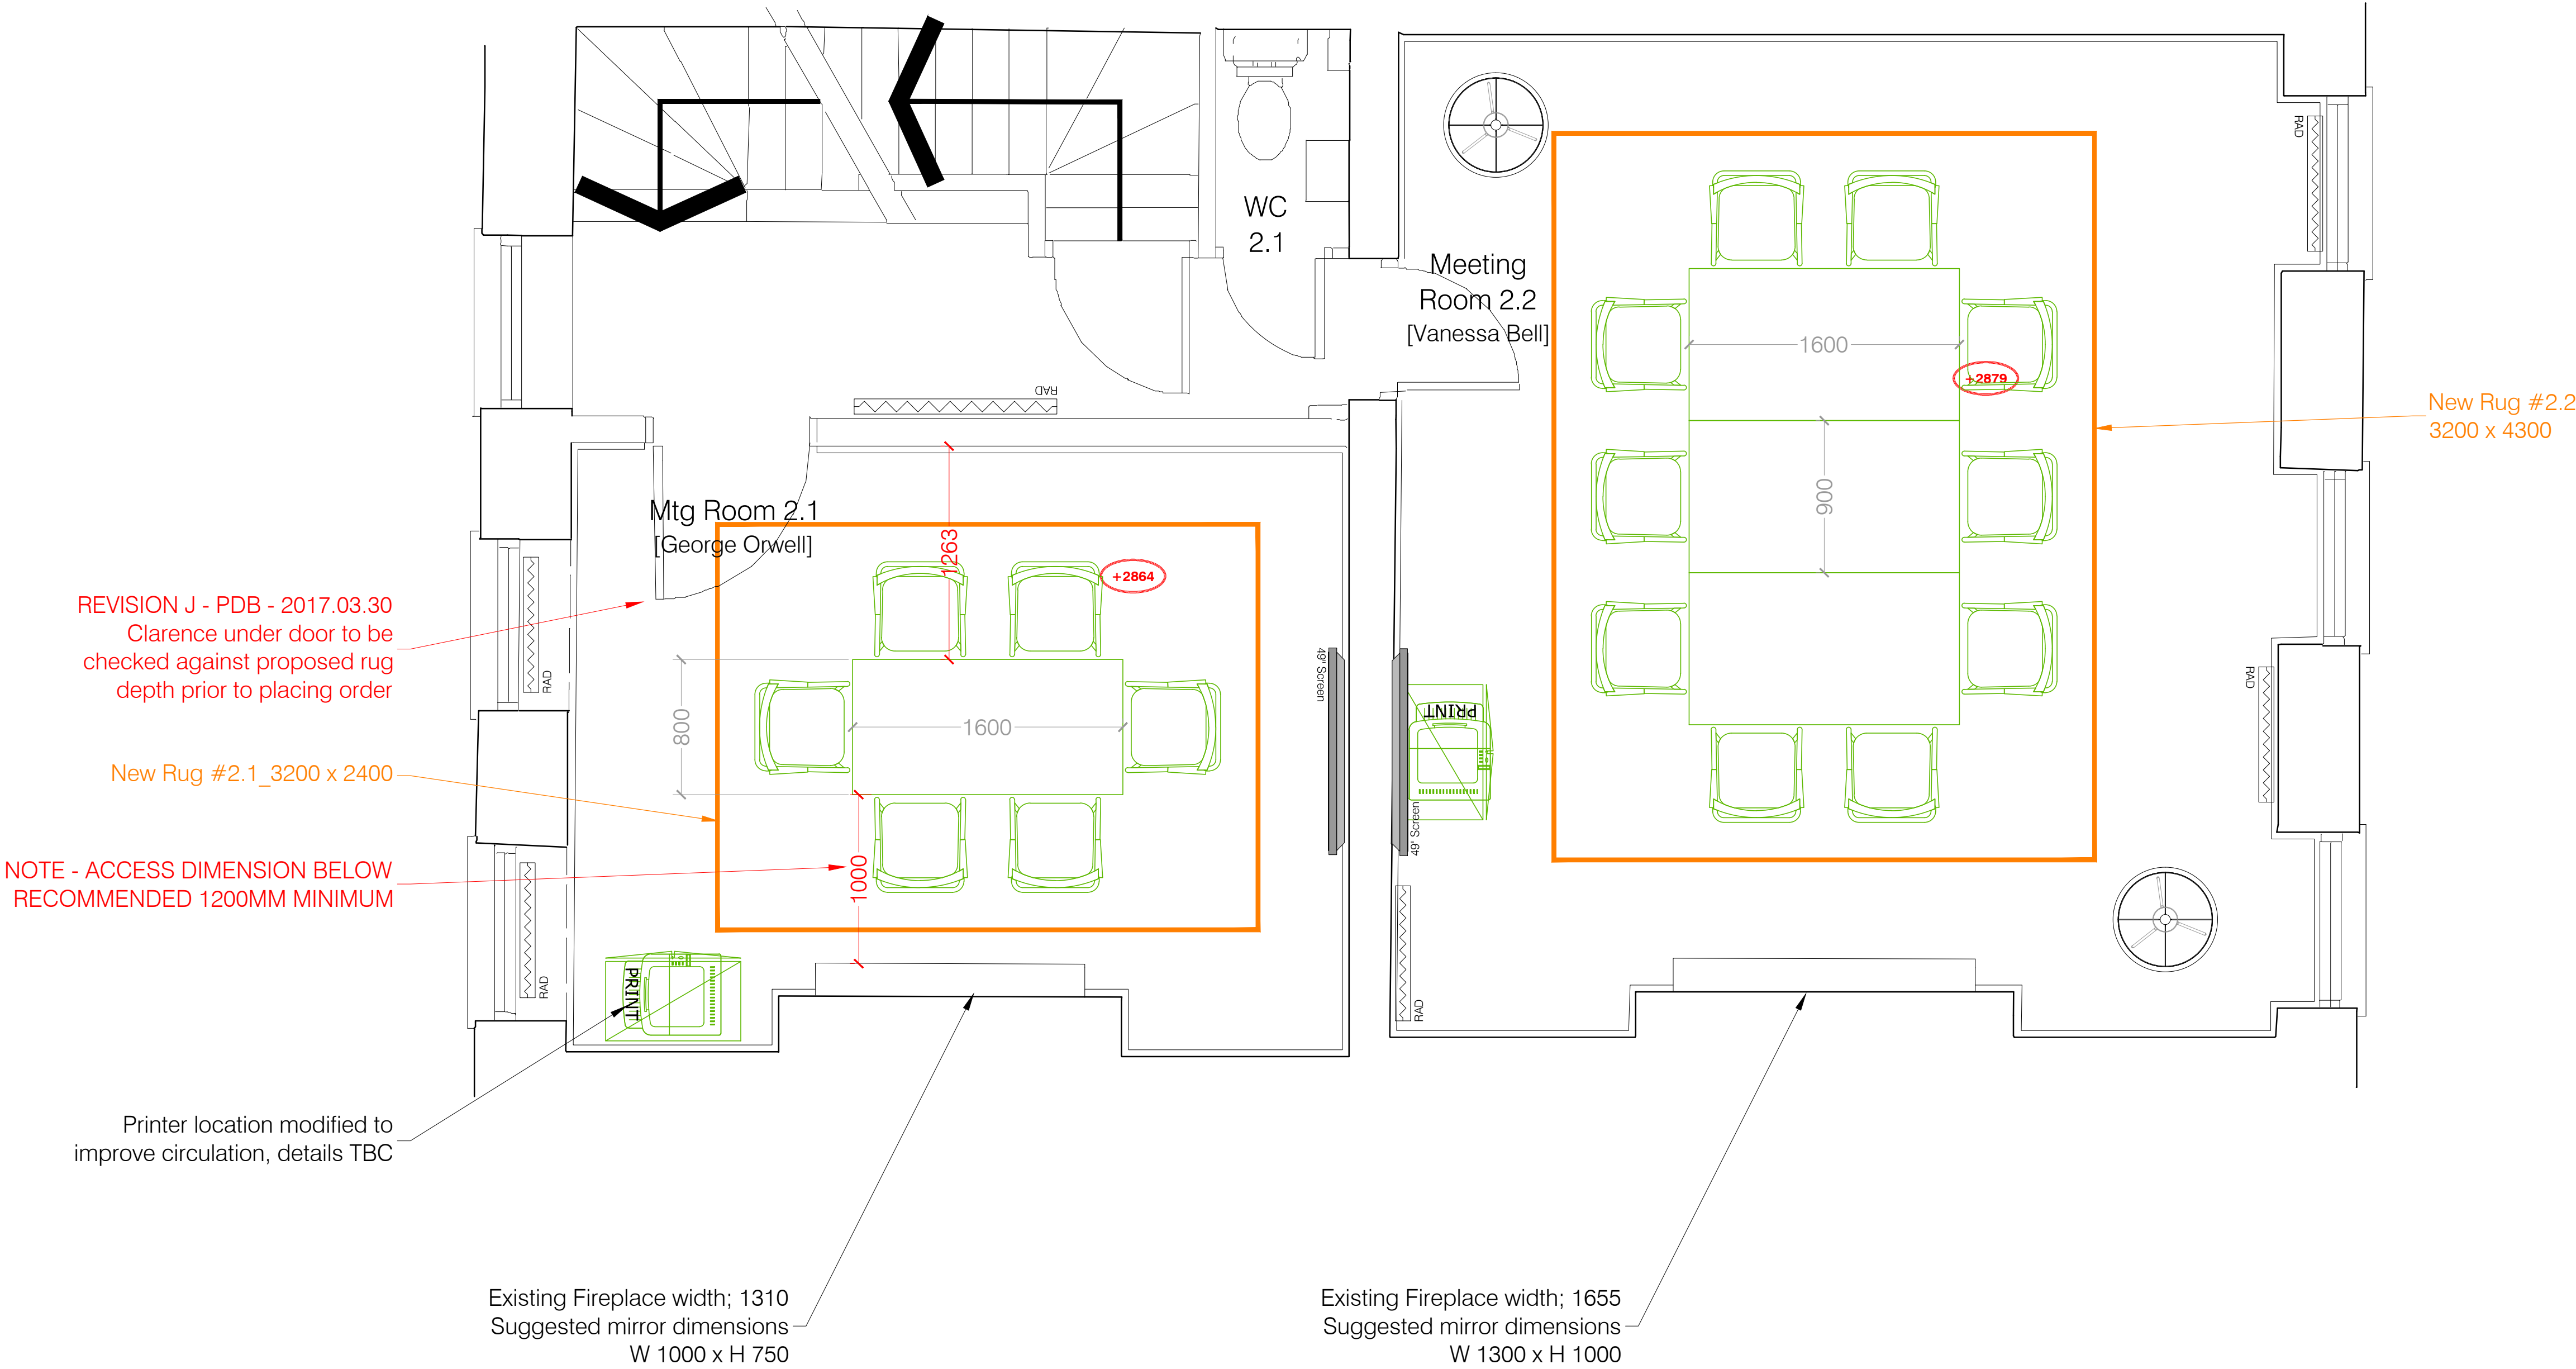 WC
2.1
Meeting
Room 2.2
[Vanessa Bell]
RAD
1600
+2879
900
New Rug #2.2
3200 x 4300
RAD
Mtg Room 2.1
[George Orwell]
1263
+2864
REVISION J - PDB - 2017.03.30
Clarence under door to be
checked against proposed rug
depth prior to placing order
RAD
49" Screen
PRINT
RAD
800
1600
New Rug #2.1_3200 x 2400
49" Screen
NOTE - ACCESS DIMENSION BELOW
RECOMMENDED 1200MM MINIMUM
1000
PRINT
RAD
RAD
Printer location modified to
improve circulation, details TBC
Existing Fireplace width; 1310
Suggested mirror dimensions
W 1000 x H 750
Existing Fireplace width; 1655
Suggested mirror dimensions
W 1300 x H 1000